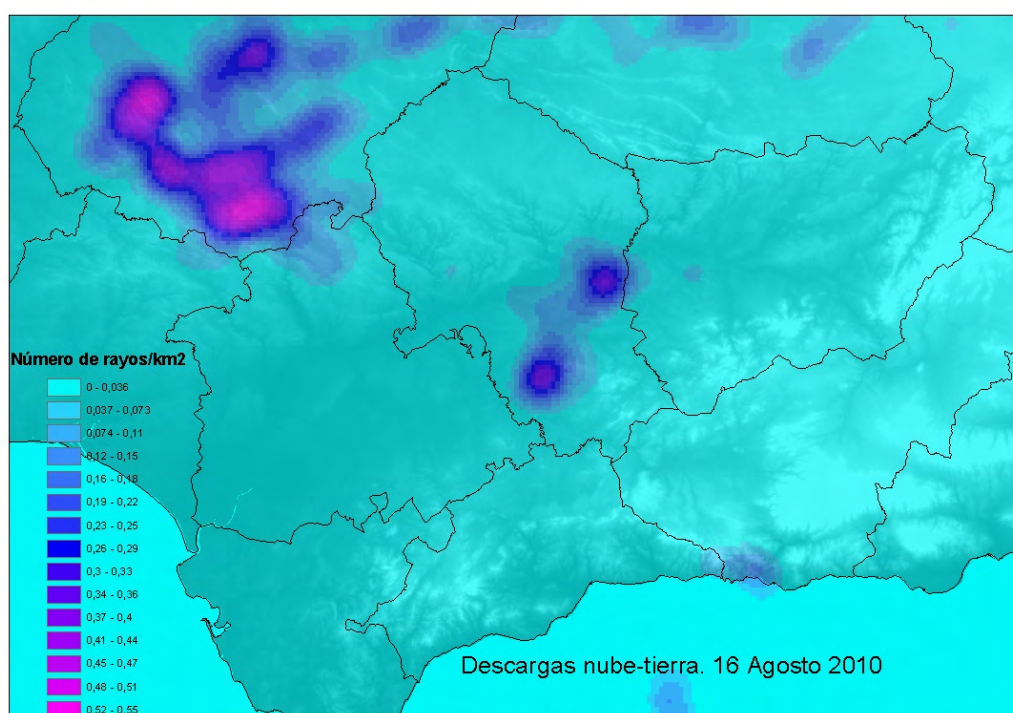 Número de rayos/km2
0 - 0,036
0,037 - 0,073
0,074 - 0,11
0,12 - 0,15
0,16 - 0,18
0,19 - 0,22
0,23 - 0,25
0,26 - 0,29
0,3 - 0,33
0,34 - 0,36
0,37 - 0,4
0,41 - 0,44
0,45 - 0,47
0,48 - 0,51
0,52 - 0,55
Descargas nube-tierra. 16 Agosto 2010